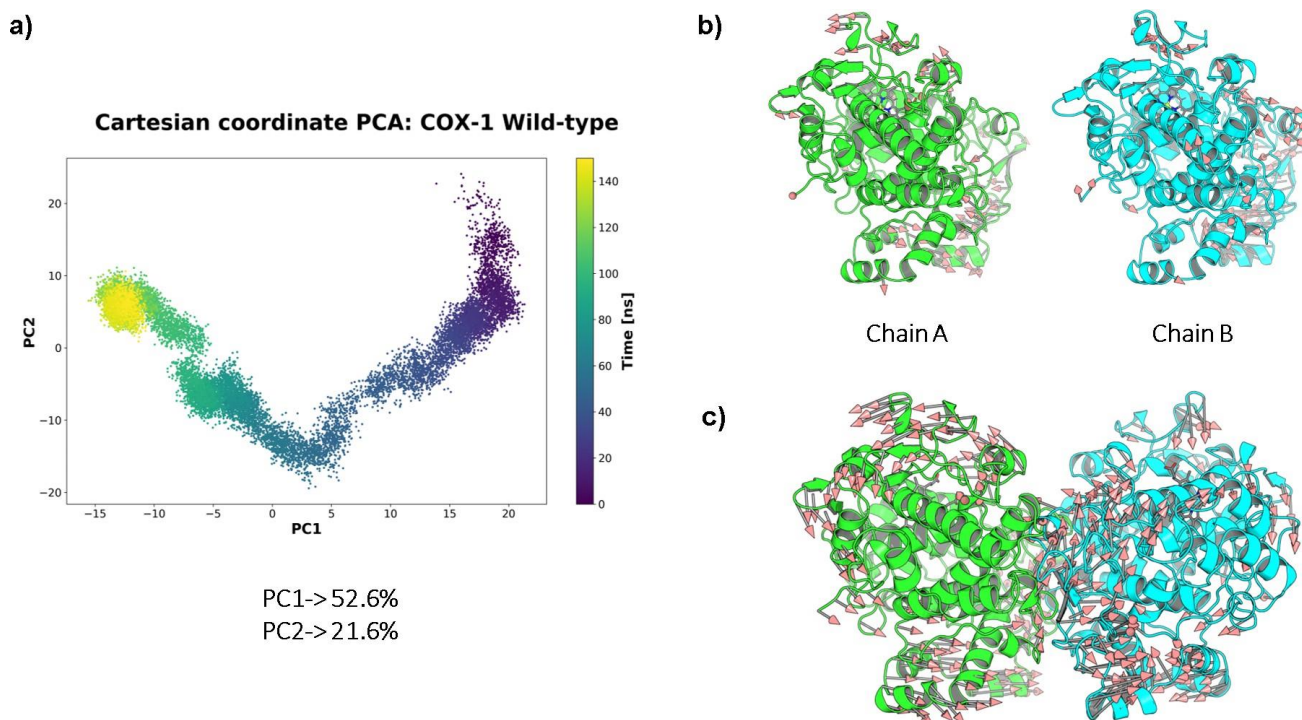 a)
Cartesian coordinate PCA: COX-1 Wild-type
PC2
20
10
0
−10
−20
−15
−10
−5
0
5
10
15
20
PC1
140
120
100
80
60
40
20
0
Time [ns]
PC1-> 52.6%
PC2-> 21.6%
b)
Chain A
Chain B
c)